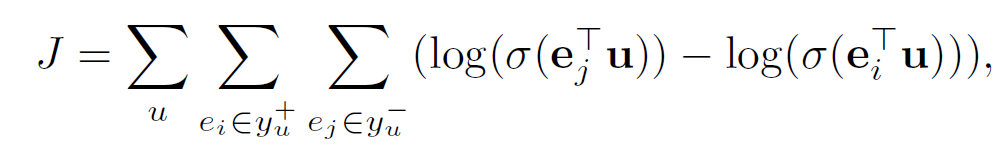 J = \sum_{u} \sum_{e_i \in y_u^+} \sum_{e_j \in y_u^-} (\log(\sigma(\mathbf{e}_j^\top \mathbf{u})) - \log(\sigma(\mathbf{e}_i^\top \mathbf{u}))),